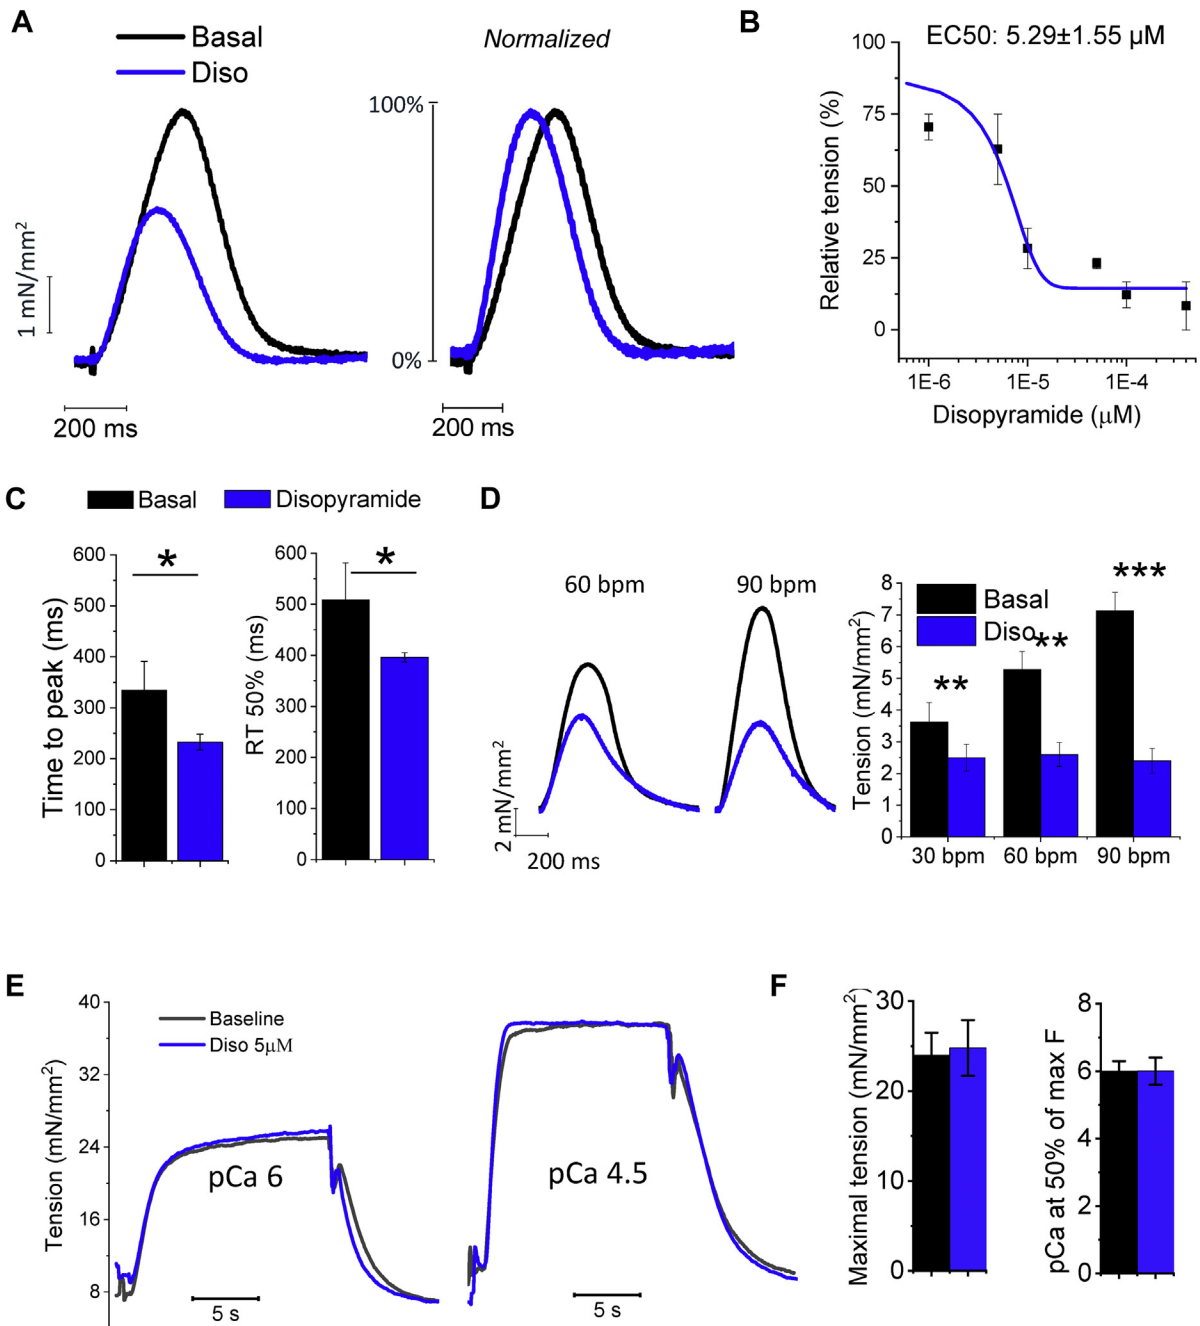 A
Basal
Diso
Normalized
100%
0%
1 mN/mm²
200 ms
200 ms
B
EC50: 5.29±1.55 µM
100
75
50
25
0
Relative tension (%)
1E-6
1E-5
1E-4
Disopyramide (µM)
C
Basal
Disopyramide
600
500
400
300
200
100
0
Time to peak (ms)
*
600
500
400
300
200
100
0
RT 50% (ms)
*
D
60 bpm
90 bpm
2 mN/mm²
200 ms
8
7
6
5
4
3
2
1
0
Tension (mN/mm²)
Basal
Diso
**
**
***
30 bpm
60 bpm
90 bpm
E
40
32
24
16
8
Tension (mN/mm²)
Baseline
Diso 5µM
pCa 6
pCa 4.5
5 s
5 s
F
30
20
10
0
Maximal tension (mN/mm²)
8
6
4
2
0
pCa at 50% of max F